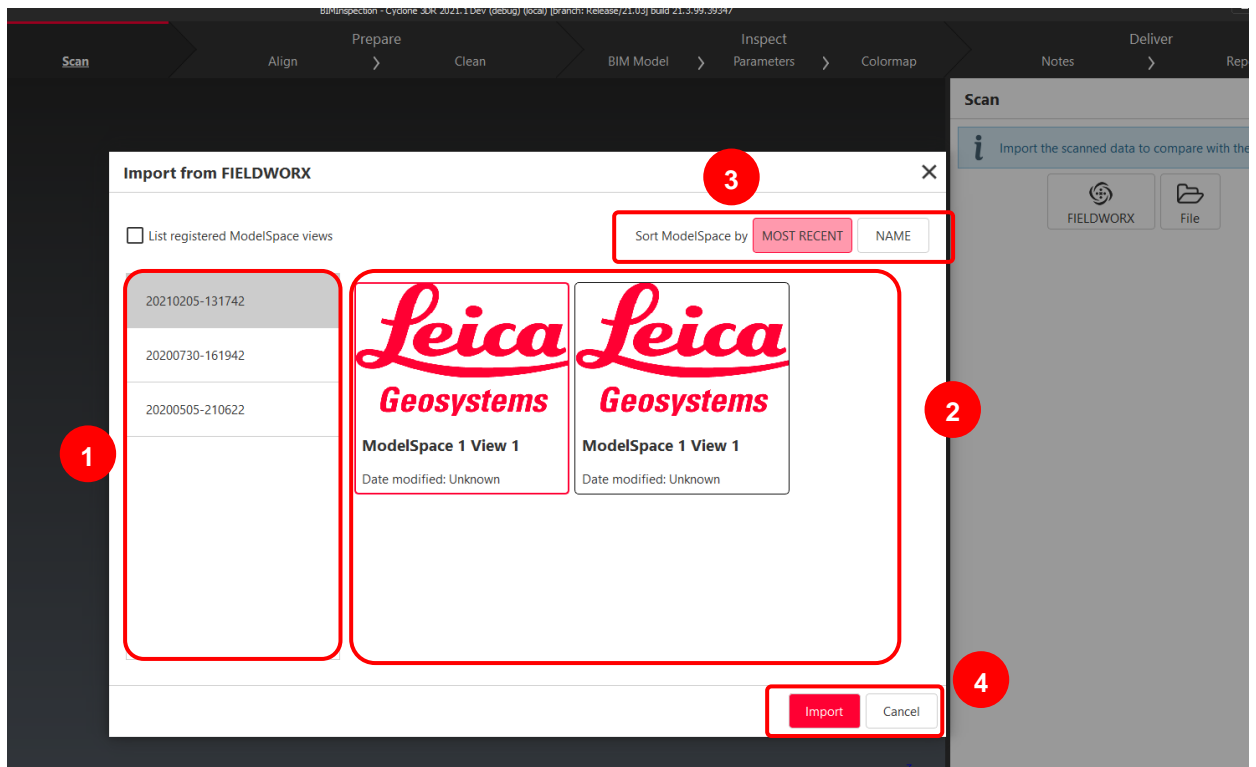 BIMInspection - Cyclone 3DR 2021.1 Dev (debug) (local) [branch: Release/21.03] build 21.3.99.39347
Prepare
Inspect
Deliver
Scan
Align
Clean
BIM Model
Parameters
Colormap
Notes
Rep
Scan
i
Import the scanned data to compare with the
FIELDWORX
File
Import from FIELDWORX
3
List registered ModelSpace views
Sort ModelSpace by
MOST RECENT
NAME
20210205-131742
20200730-161942
20200505-210622
1
Leica
Geosystems
ModelSpace 1 View 1
Date modified: Unknown
Leica
Geosystems
ModelSpace 1 View 1
Date modified: Unknown
2
4
Import
Cancel